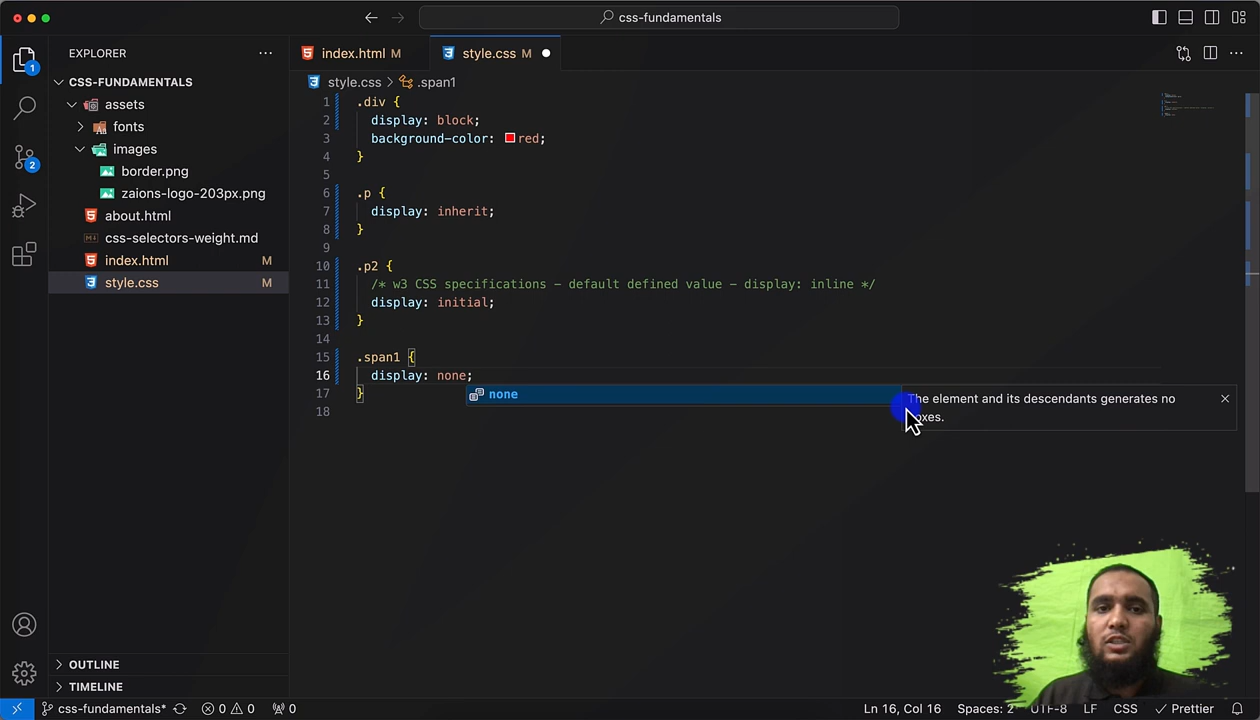 css-fundamentals
EXPLORER
CSS-FUNDAMENTALS
assets
fonts
images
border.png
zaions-logo-203px.png
about.html
css-selectors-weight.md
index.html M
style.css M
OUTLINE
TIMELINE
1
2
index.html M
style.css M
style.css > .span1
1 .div {
2 display: block;
3 background-color: red;
4 }
5
6 .p {
7 display: inherit;
8 }
9
10 .p2 {
11 /* w3 CSS specifications - default defined value - display: inline */
12 display: initial;
13 }
14
15 .span1 {
16 display: none;
17 }
18
none
The element and its descendants generates no
css-fundamentals* 0 0 0 Ln 16, Col 16 Spaces: 2 UTF-8 LF CSS Prettier